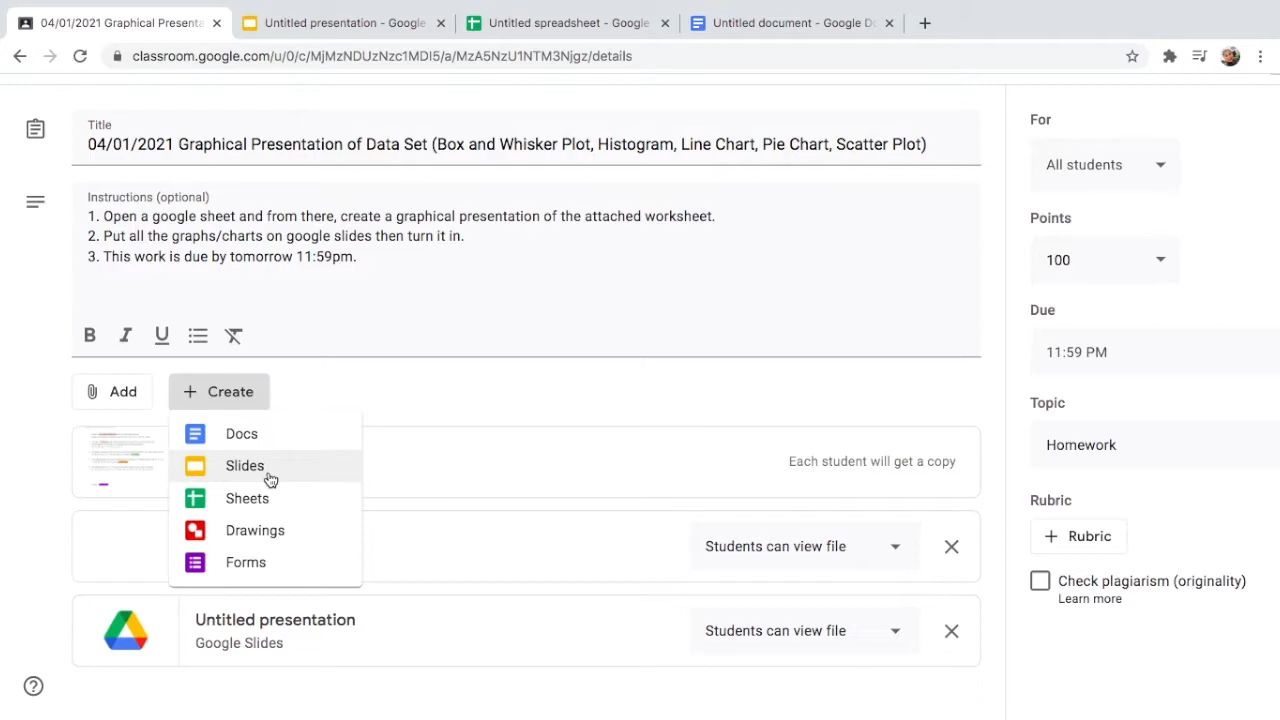 04/01/2021 Graphical Presenta
Untitled presentation - Google
Untitled spreadsheet - Google
Untitled document - Google Do
classroom.google.com/u/0/c/MjMzNDUzNzc1MDI5/a/MzA5NzU1NTM3Njgz/details
Title
04/01/2021 Graphical Presentation of Data Set (Box and Whisker Plot, Histogram, Line Chart, Pie Chart, Scatter Plot)
Instructions (optional)
1. Open a google sheet and from there, create a graphical presentation of the attached worksheet.
2. Put all the graphs/charts on google slides then turn it in.
3. This work is due by tomorrow 11:59pm.
B I U
Add
Create
Docs
Slides
Sheets
Drawings
Forms
Each student will get a copy
Students can view file
Untitled presentation
Google Slides
Students can view file
For
All students
Points
100
Due
11:59 PM
Topic
Homework
Rubric
Rubric
Check plagiarism (originality)
Learn more